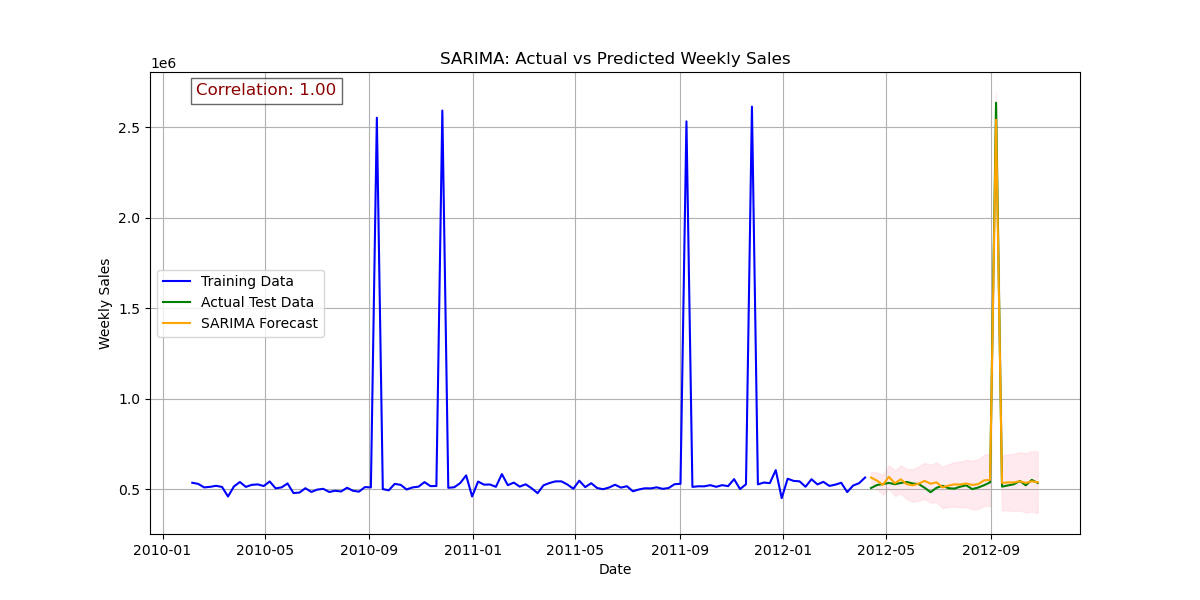 SARIMA: Actual vs Predicted Weekly Sales
1e6
Correlation: 1.00
2.5
2.0
1.5
1.0
0.5
Weekly Sales
Training Data
Actual Test Data
SARIMA Forecast
2010-01 2010-05 2010-09 2011-01 2011-05 2011-09 2012-01 2012-05 2012-09
Date